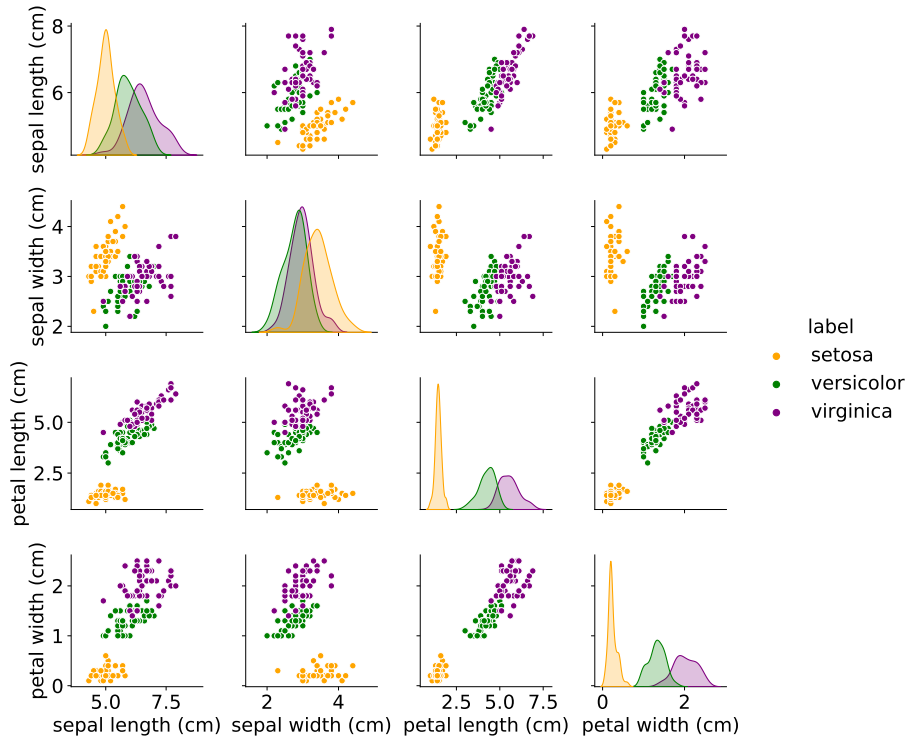 sepal length (cm)
8
6
sepal width (cm)
4
3
2
petal length (cm)
5.0
2.5
petal width (cm)
2
1
0
5.0 7.5
2 4
2.5 5.0 7.5
0 2
sepal length (cm)
sepal width (cm)
petal length (cm)
petal width (cm)
label
setosa
versicolor
virginica